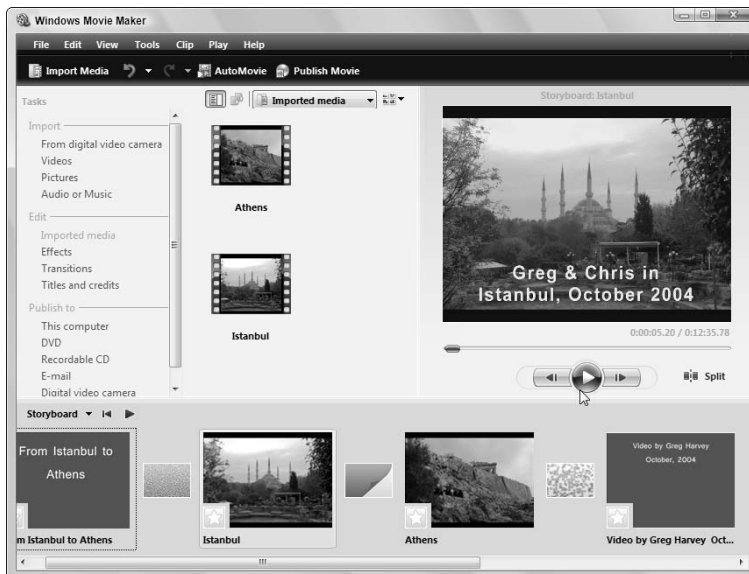 Windows Movie Maker
File Edit View Tools Clip Play Help
Import Media AutoMovie Publish Movie
Tasks
Import
From digital video camera
Videos
Pictures
Audio or Music
Edit
Imported media
Effects
Transitions
Titles and credits
Publish to
This computer
DVD
Recordable CD
E-mail
Digital video camera
Imported media
Athens
Istanbul
Storyboard: Istanbul
Greg & Chris in
Istanbul, October 2004
0:00:05.20 / 0:12:35.78
Split
Storyboard
From Istanbul to
Athens
m Istanbul to Athens
Istanbul
Athens
Video by Greg Harvey
October, 2004
Video by Greg Harvey Oct...